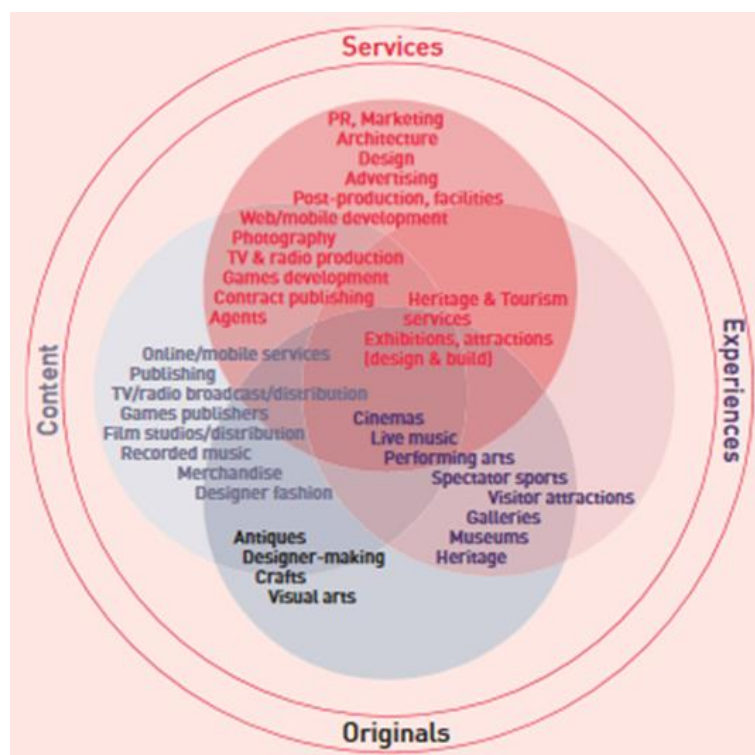 Services
PR, Marketing
Architecture
Design
Advertising
Post-production, facilities
Web/mobile development
Photography
TV & radio production
Games development
Contract publishing
Agents
Heritage & Tourism
services
Exhibitions, attractions
(design & build)
Content
Online/mobile services
Publishing
TV/radio broadcast/distribution
Games publishers
Film studios/distribution
Recorded music
Merchandise
Designer fashion
Experiences
Cinemas
Live music
Performing arts
Spectator sports
Visitor attractions
Galleries
Museums
Heritage
Antiques
Designer-making
Crafts
Visual arts
Originals